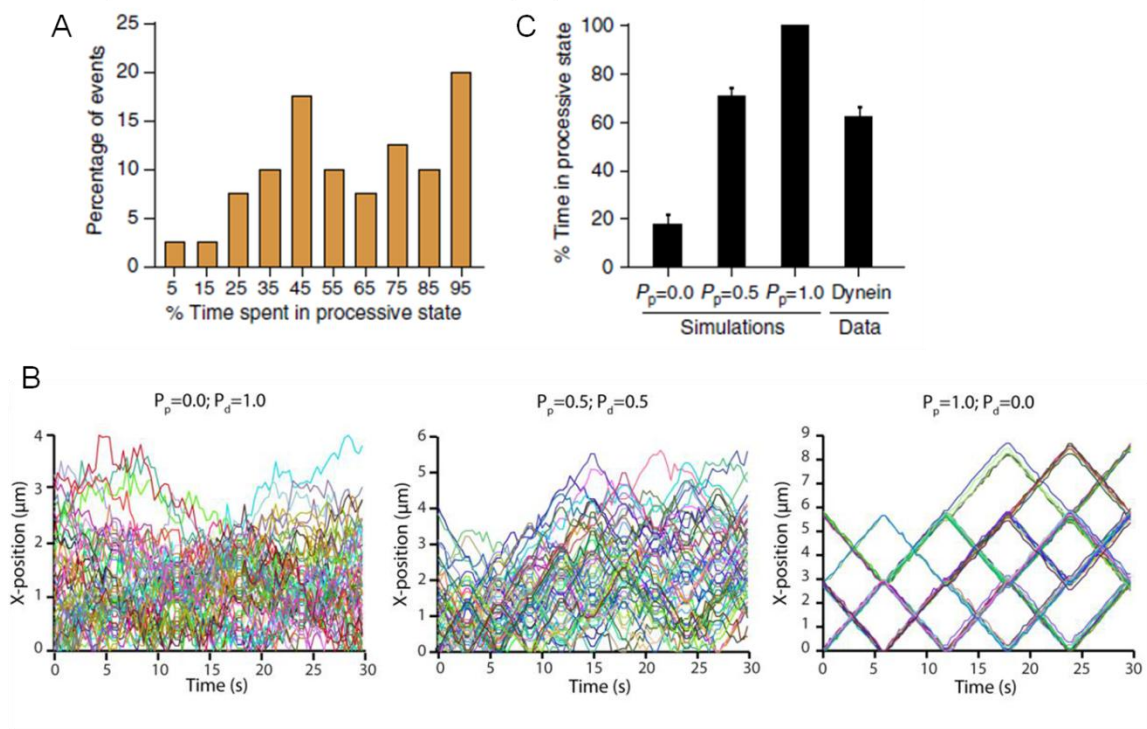 A
25
20
15
10
5
0
Percentage of events
5 15 25 35 45 55 65 75 85 95
% Time spent in processive state
C
100
80
60
40
20
0
% Time in processive state
Pp=0.0 Pp=0.5 Pp=1.0 Dynein
Simulations Data
B
Pp=0.0; Pd=1.0
4
3
2
1
0
X-position (µm)
0 5 10 15 20 25 30
Time (s)
Pp=0.5; Pd=0.5
6
5
4
3
2
1
0
X-position (µm)
0 5 10 15 20 25 30
Time (s)
Pp=1.0; Pd=0.0
9
8
7
6
5
4
3
2
1
0
X-position (µm)
0 5 10 15 20 25 30
Time (s)